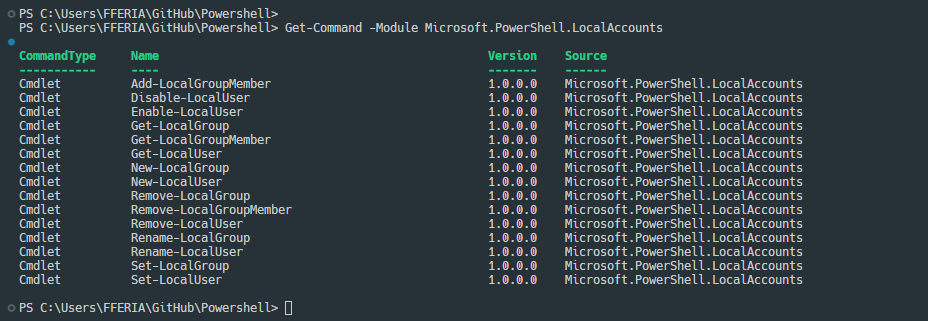 PS C:\Users\FFERIA\GitHub\Powershell>
PS C:\Users\FFERIA\GitHub\Powershell> Get-Command -Module Microsoft.PowerShell.LocalAccounts
CommandType     Name                                               Version    Source
-----------     ----                                               -------    ------
Cmdlet          Add-LocalGroupMember                               1.0.0.0    Microsoft.PowerShell.LocalAccounts
Cmdlet          Disable-LocalUser                                  1.0.0.0    Microsoft.PowerShell.LocalAccounts
Cmdlet          Enable-LocalUser                                   1.0.0.0    Microsoft.PowerShell.LocalAccounts
Cmdlet          Get-LocalGroup                                     1.0.0.0    Microsoft.PowerShell.LocalAccounts
Cmdlet          Get-LocalGroupMember                               1.0.0.0    Microsoft.PowerShell.LocalAccounts
Cmdlet          Get-LocalUser                                      1.0.0.0    Microsoft.PowerShell.LocalAccounts
Cmdlet          New-LocalGroup                                     1.0.0.0    Microsoft.PowerShell.LocalAccounts
Cmdlet          New-LocalUser                                      1.0.0.0    Microsoft.PowerShell.LocalAccounts
Cmdlet          Remove-LocalGroup                                  1.0.0.0    Microsoft.PowerShell.LocalAccounts
Cmdlet          Remove-LocalGroupMember                            1.0.0.0    Microsoft.PowerShell.LocalAccounts
Cmdlet          Remove-LocalUser                                   1.0.0.0    Microsoft.PowerShell.LocalAccounts
Cmdlet          Rename-LocalGroup                                  1.0.0.0    Microsoft.PowerShell.LocalAccounts
Cmdlet          Rename-LocalUser                                   1.0.0.0    Microsoft.PowerShell.LocalAccounts
Cmdlet          Set-LocalGroup                                     1.0.0.0    Microsoft.PowerShell.LocalAccounts
Cmdlet          Set-LocalUser                                      1.0.0.0    Microsoft.PowerShell.LocalAccounts
PS C:\Users\FFERIA\GitHub\Powershell>